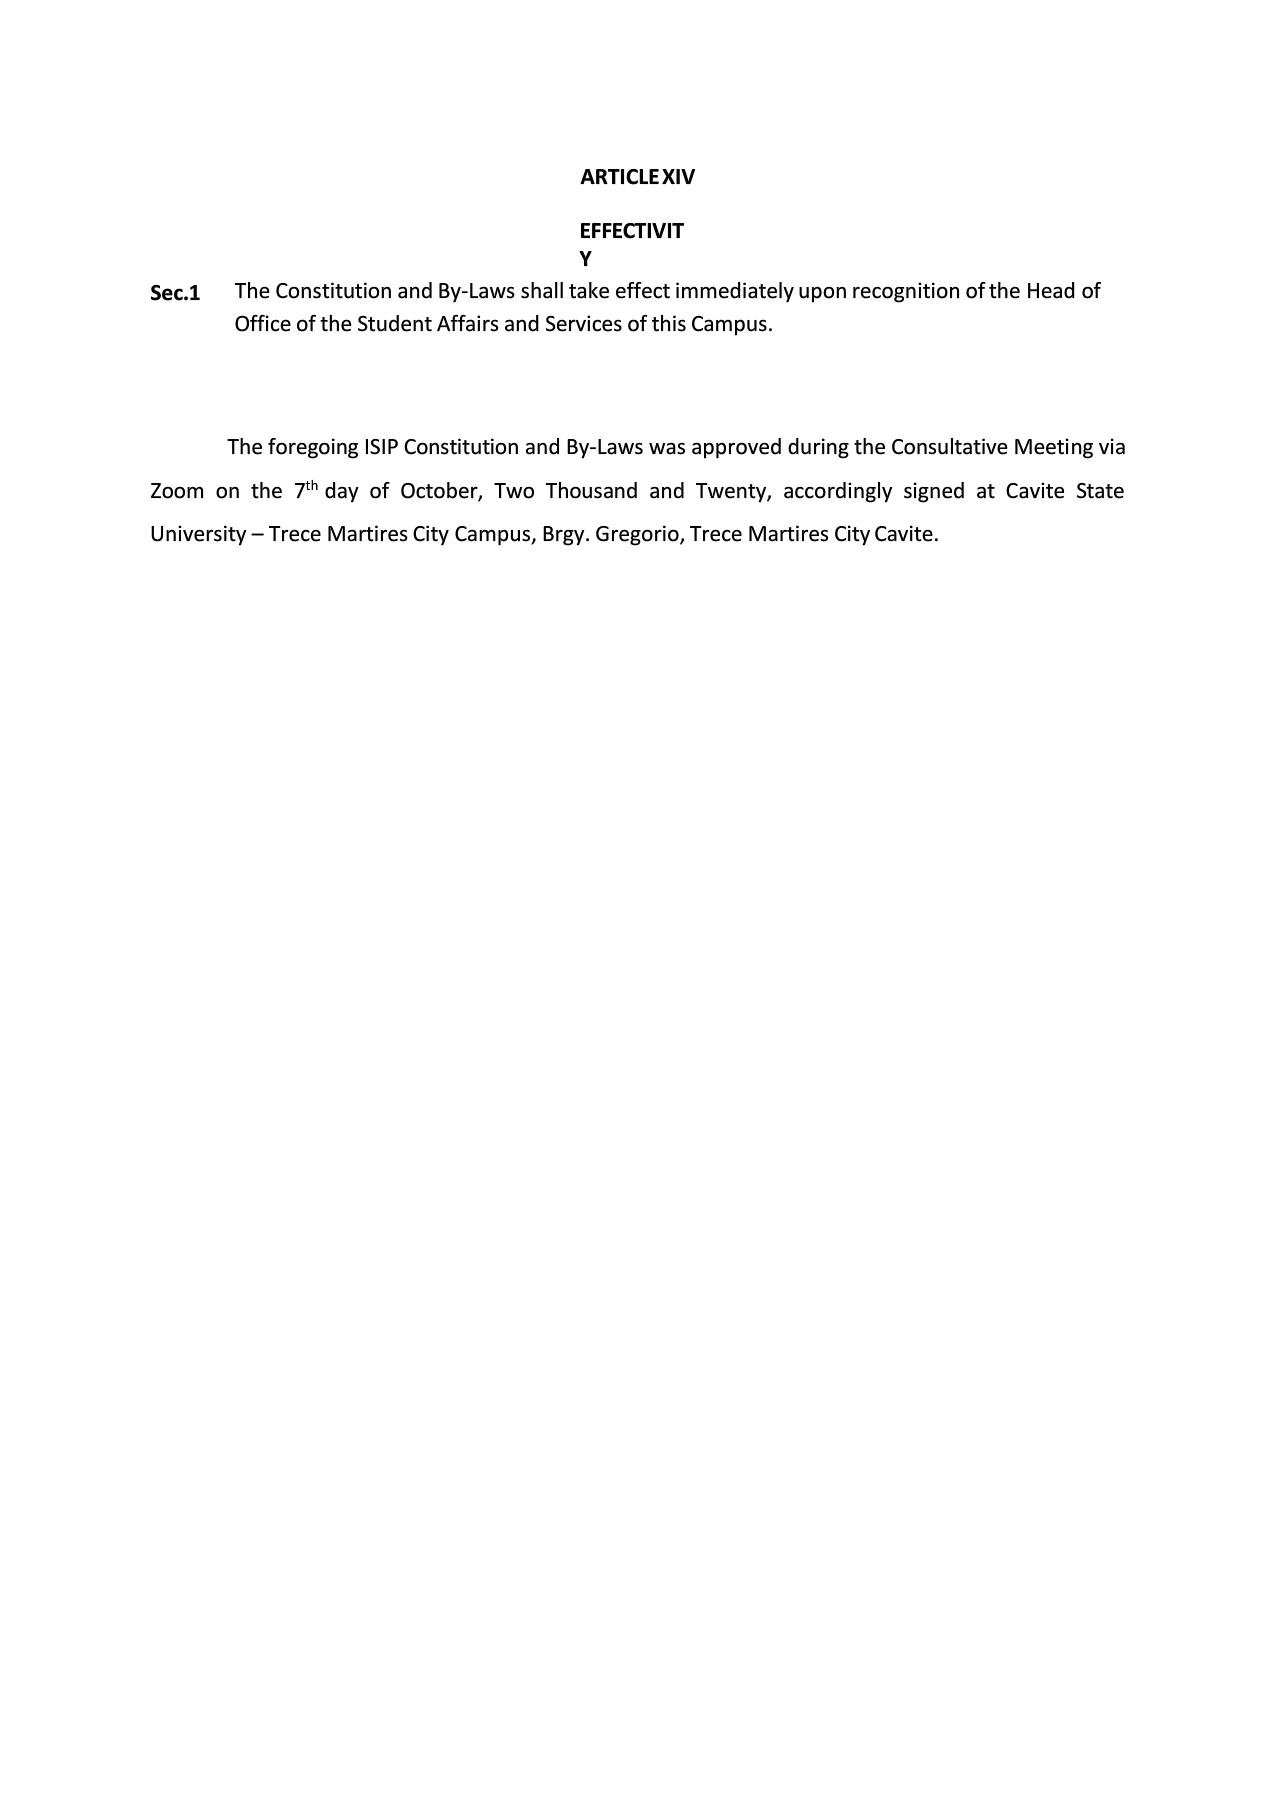 ARTICLE XIV
EFFECTIVIT
Y
Sec.1 The Constitution and By-Laws shall take effect immediately upon recognition of the Head of
Office of the Student Affairs and Services of this Campus.
The foregoing ISIP Constitution and By-Laws was approved during the Consultative Meeting via
Zoom on the 7th day of October, Two Thousand and Twenty, accordingly signed at Cavite State
University – Trece Martires City Campus, Brgy. Gregorio, Trece Martires City Cavite.